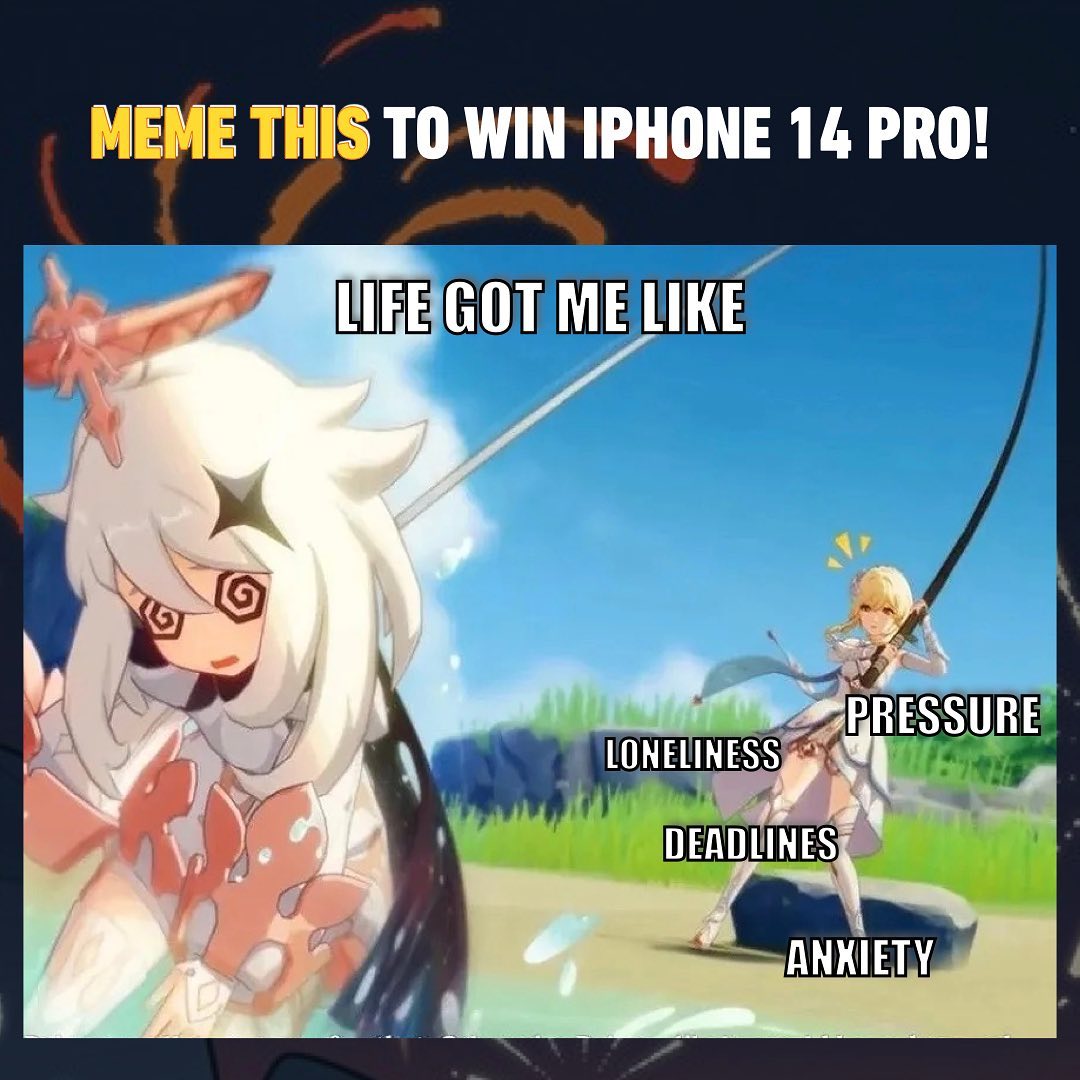 MEME THIS TO WIN IPHONE 14 PRO!
LIFE GOT ME LIKE
PRESSURE
LONELINESS
DEADLINES
ANXIETY